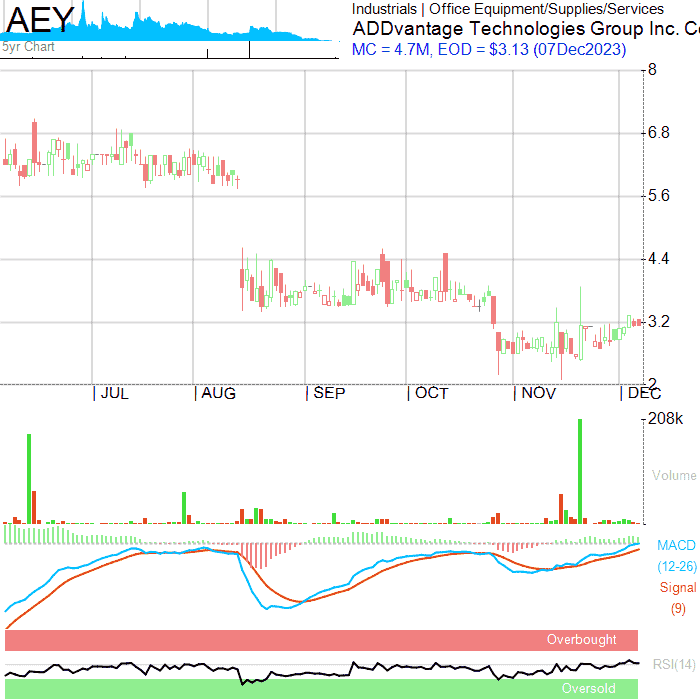 AEY
5yr Chart
Industrials | Office Equipment/Supplies/Services
ADDvantage Technologies Group Inc. Co
MC = 4.7M, EOD = $3.13 (07Dec2023)
8
6.8
5.6
4.4
3.2
2
JUL AUG SEP OCT NOV DEC
208k
Volume
MACD
(12-26)
Signal
(9)
Overbought
RSI(14)
Oversold